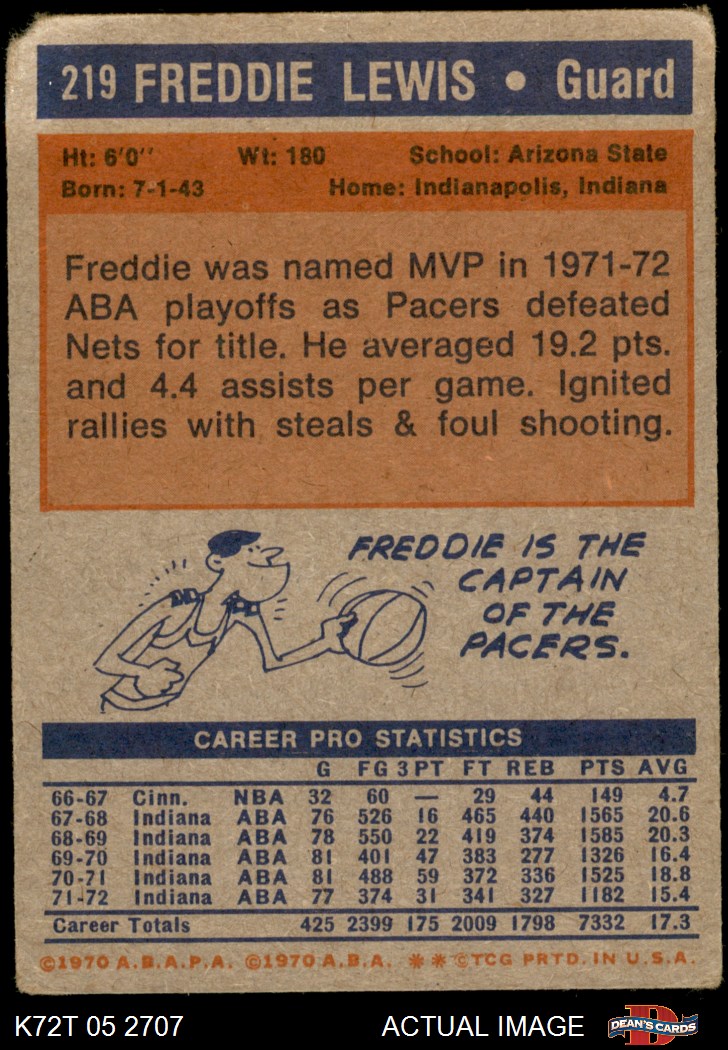 219 FREDDIE LEWIS • Guard
Ht: 6'0'' Wt: 180 School: Arizona State
Born: 7-1-43 Home: Indianapolis, Indiana
Freddie was named MVP in 1971-72
ABA playoffs as Pacers defeated
Nets for title. He averaged 19.2 pts.
and 4.4 assists per game. Ignited
rallies with steals & foul shooting.
FREDDIE IS THE
CAPTAIN
OF THE
PACERS.
CAREER PRO STATISTICS
G FG 3PT FT REB PTS AVG
66-67 Cinn. NBA 32 60 — 29 44 149 4.7
67-68 Indiana ABA 76 526 16 465 440 1565 20.6
68-69 Indiana ABA 78 550 22 419 374 1585 20.3
69-70 Indiana ABA 81 401 47 383 277 1326 16.4
70-71 Indiana ABA 81 488 59 372 336 1525 18.8
71-72 Indiana ABA 77 374 31 341 327 1182 15.4
Career Totals 425 2399 175 2009 1798 7332 17.3
©1970 A.B.A.P.A. ©1970 A.B.A. ** ©TCG PRTD. IN U.S.A.
K72T 05 2707 ACTUAL IMAGE DEAN'S CARDS